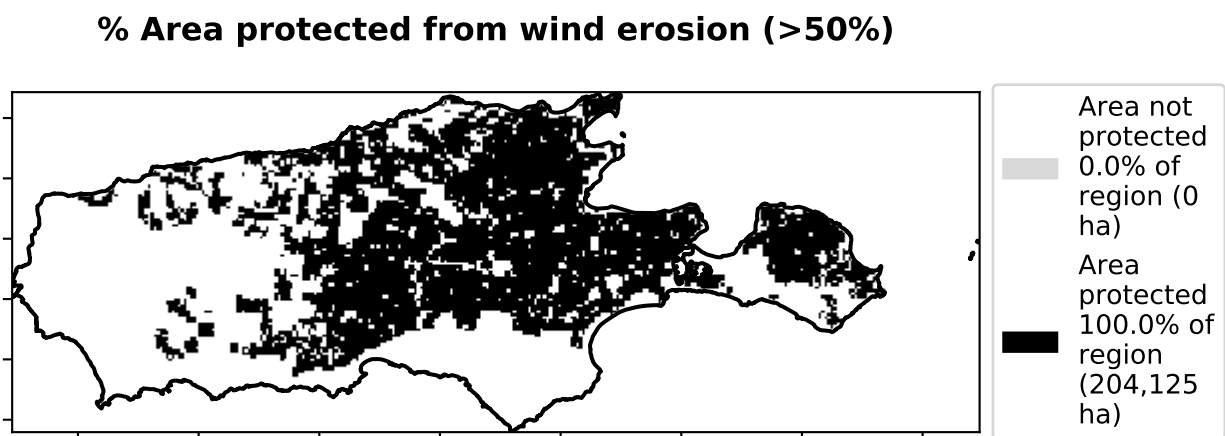 % Area protected from wind erosion (>50%)
Area not
protected
0.0% of
region (0
ha)
Area
protected
100.0% of
region
(204,125
ha)